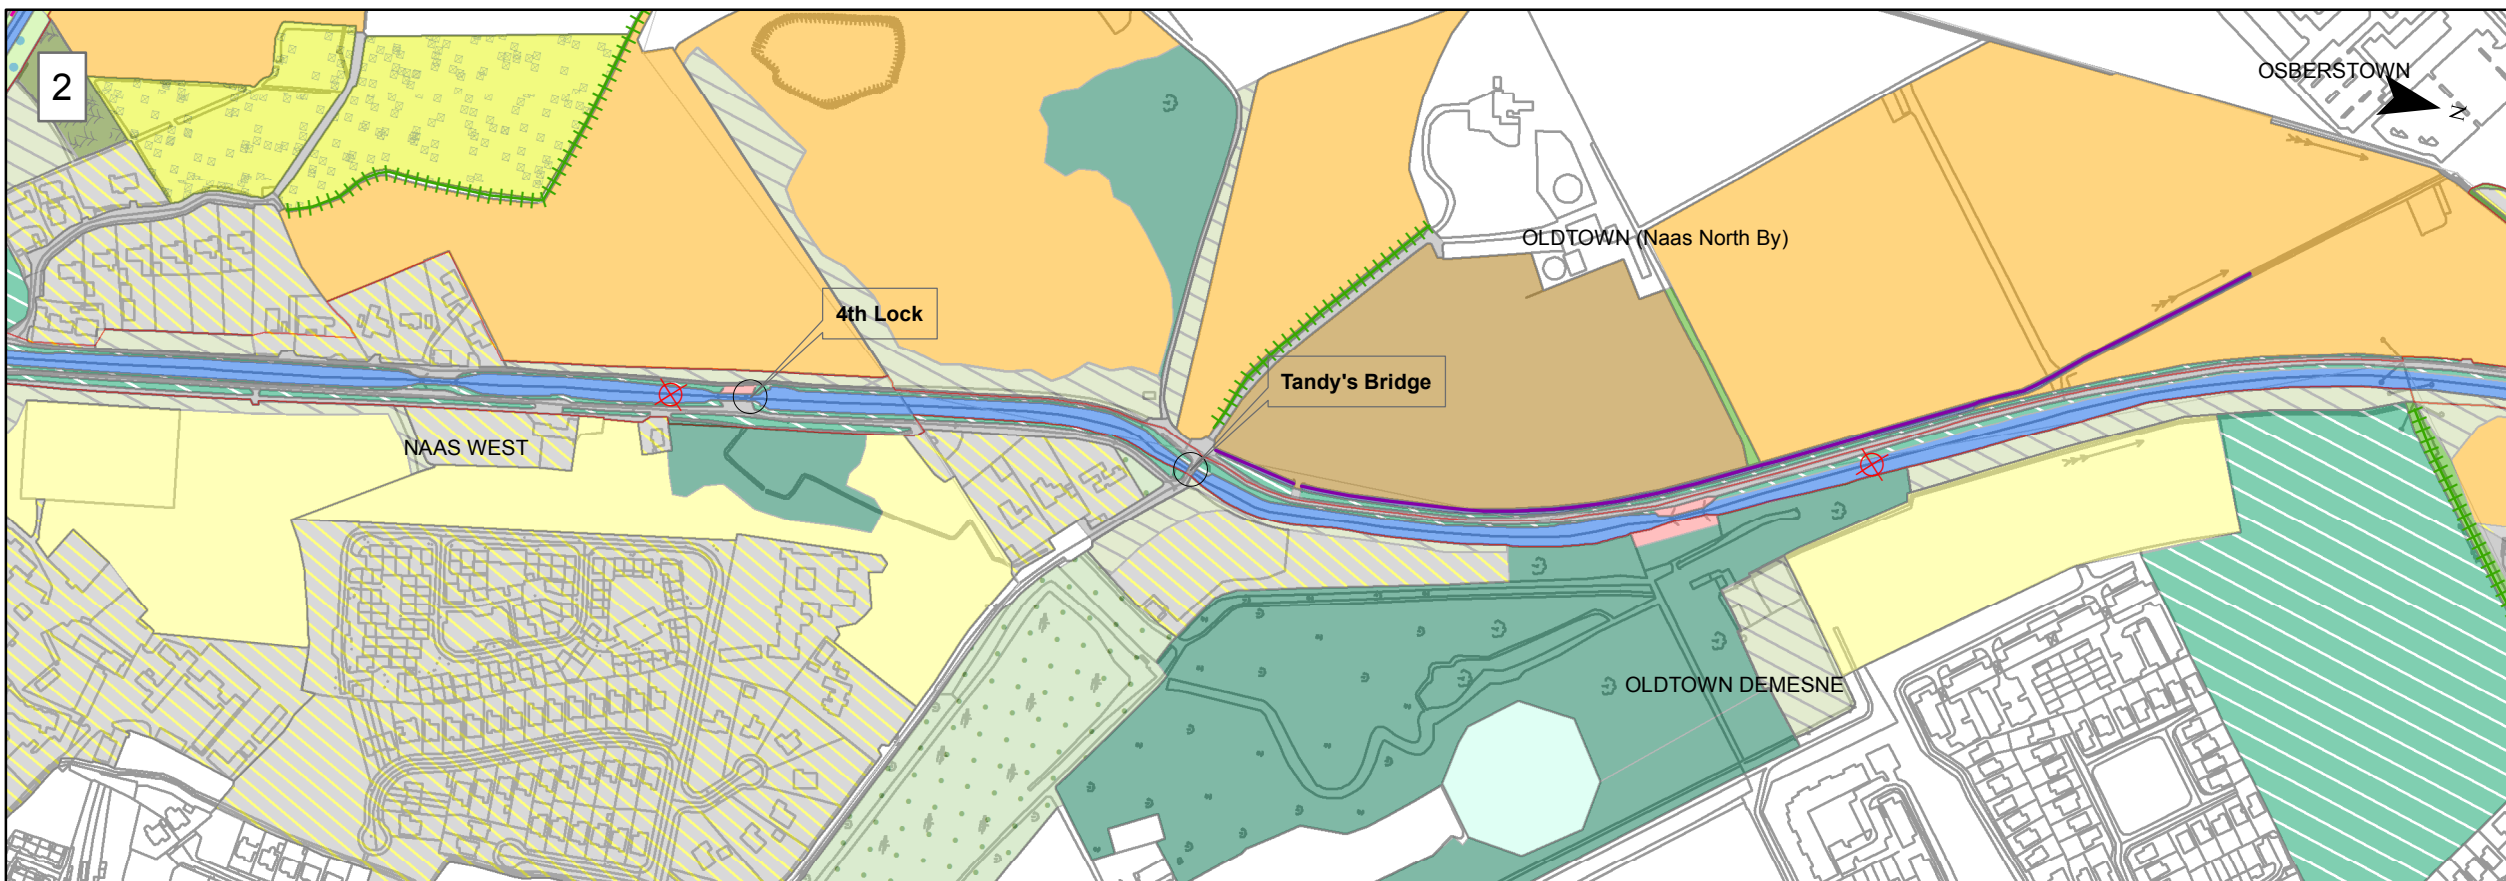 2
OSBERSTOWN
N
OLDTOWN (Naas North By)
4th Lock
Tandy's Bridge
NAAS WEST
OLDTOWN DEMESNE